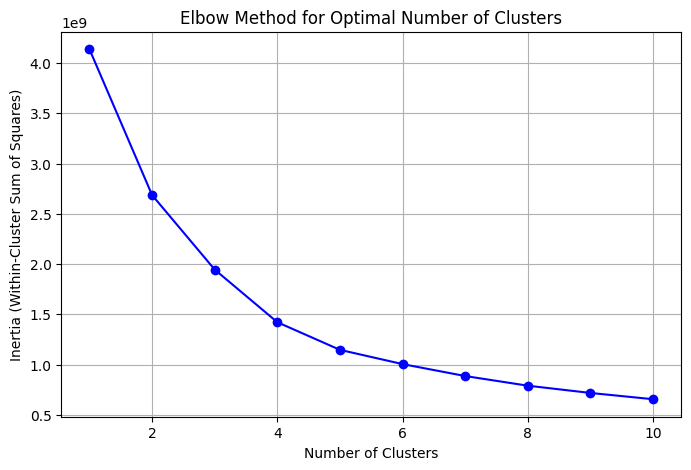 Elbow Method for Optimal Number of Clusters
1e9
4.0
3.5
3.0
2.5
2.0
1.5
1.0
0.5
Inertia (Within-Cluster Sum of Squares)
2 4 6 8 10
Number of Clusters